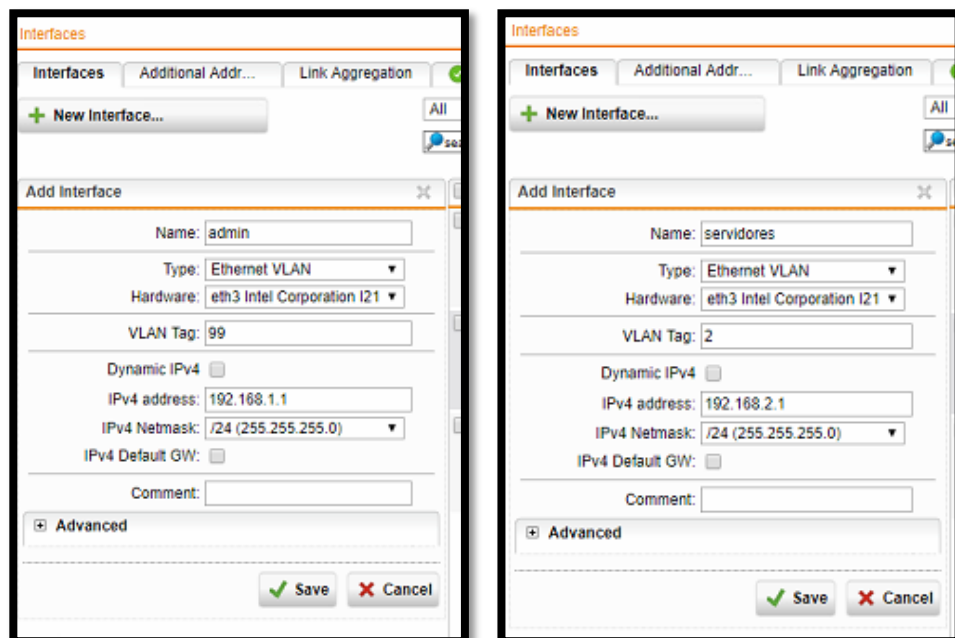 Interfaces
Interfaces
Additional Addr...
Link Aggregation
New Interface...
All
Add Interface
Name: admin
Type: Ethernet VLAN
Hardware: eth3 Intel Corporation I21
VLAN Tag: 99
Dynamic IPv4
IPv4 address: 192.168.1.1
IPv4 Netmask: /24 (255.255.255.0)
IPv4 Default GW:
Comment:
Advanced
Save
Cancel
Interfaces
Interfaces
Additional Addr...
Link Aggregation
New Interface...
All
Add Interface
Name: servidores
Type: Ethernet VLAN
Hardware: eth3 Intel Corporation I21
VLAN Tag: 2
Dynamic IPv4
IPv4 address: 192.168.2.1
IPv4 Netmask: /24 (255.255.255.0)
IPv4 Default GW:
Comment:
Advanced
Save
Cancel